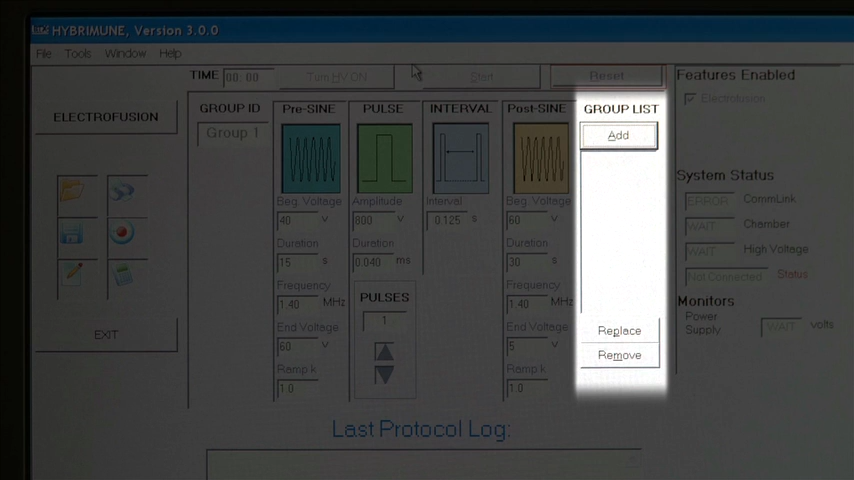 HYBRIMUNE, Version 3.0.0
File Tools Window Help
TIME 00: 00 Turn HV ON Start Reset
Features Enabled
Electrofusion
ELECTROFUSION
EXIT
GROUP ID
Group 1
Pre-SINE
Beg. Voltage
40 v
Duration
15 s
Frequency
1.40 MHz
End Voltage
60 v
Ramp k
1.0
PULSE
Amplitude
800 v
Duration
0.040 ms
PULSES
1
INTERVAL
Interval
0.125 s
Post-SINE
Beg. Voltage
60 v
Duration
30 s
Frequency
1.40 MHz
End Voltage
5 v
Ramp k
1.0
GROUP LIST
Add
Replace
Remove
System Status
ERROR CommLink
WAIT Chamber
WAIT High Voltage
Not Connected Status
Monitors
Power
Supply
WAIT volts
Last Protocol Log: